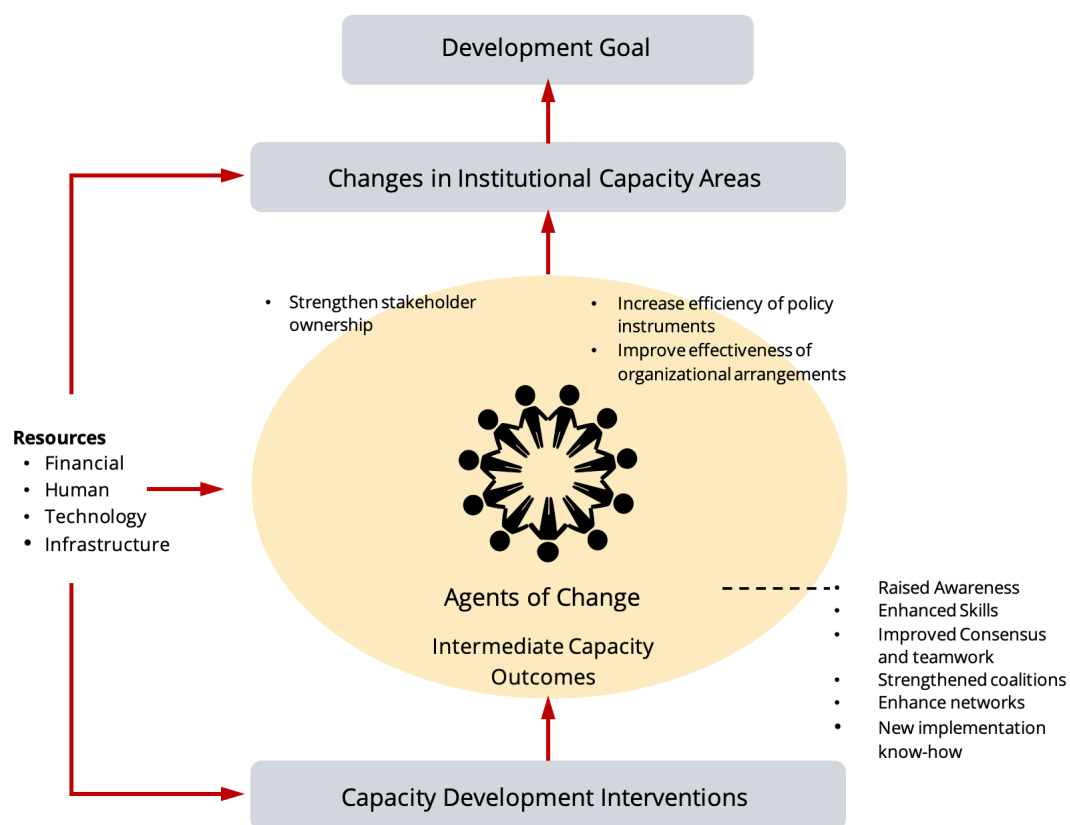 Development Goal
Changes in Institutional Capacity Areas
• Strengthen stakeholder
ownership
• Increase efficiency of policy
instruments
• Improve effectiveness of
organizational arrangements
Resources
• Financial
• Human
• Technology
• Infrastructure
Agents of Change
Intermediate Capacity
Outcomes
• Raised Awareness
• Enhanced Skills
• Improved Consensus
and teamwork
• Strengthened coalitions
• Enhance networks
• New implementation
know-how
Capacity Development Interventions